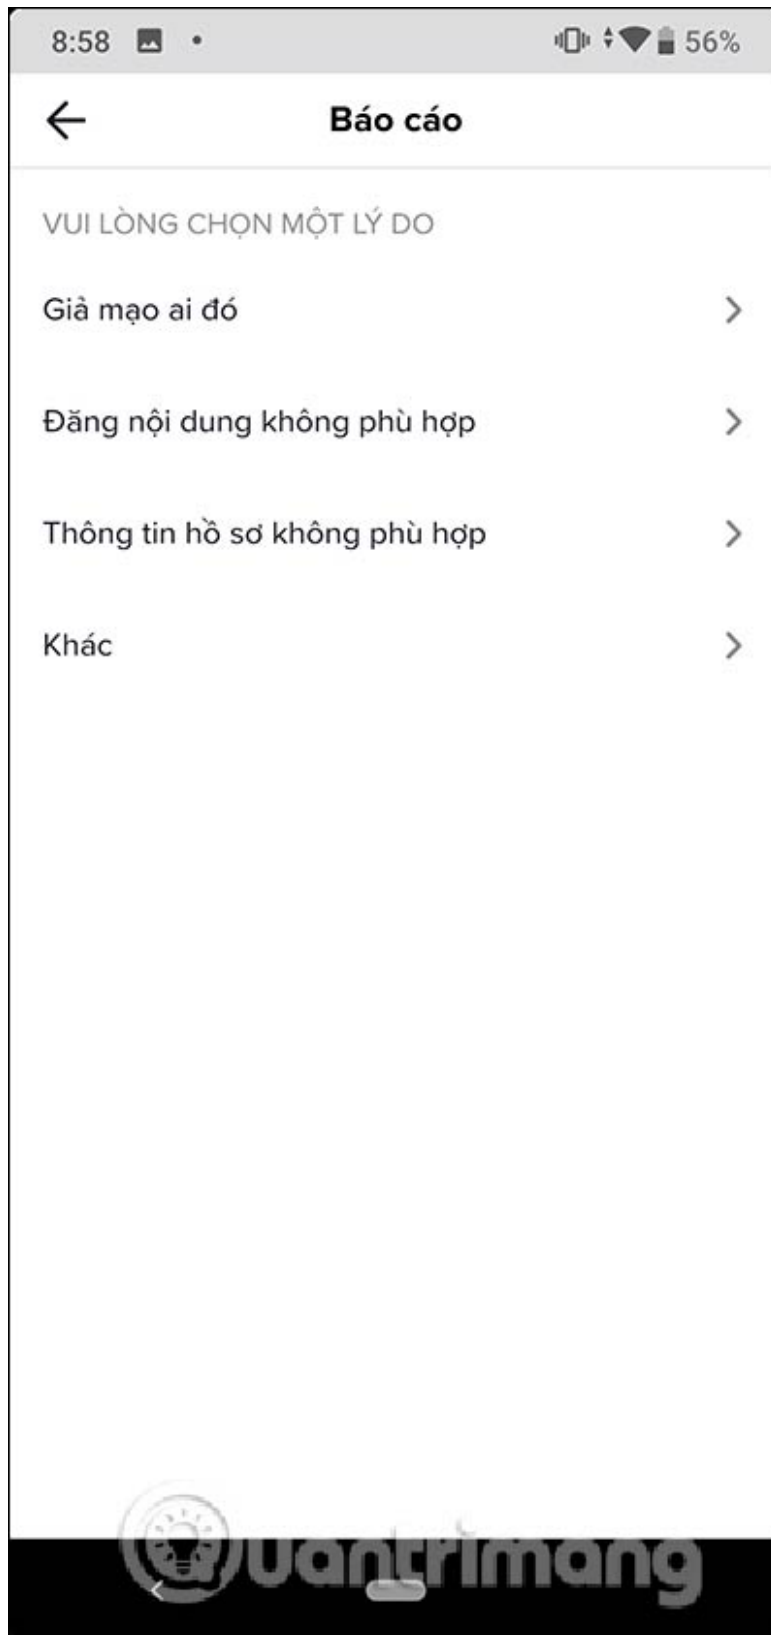 8:58
56%
Báo cáo
VUI LÒNG CHỌN MỘT LÝ DO
Giả mạo ai đó
Đăng nội dung không phù hợp
Thông tin hồ sơ không phù hợp
Khác
Quantrimang